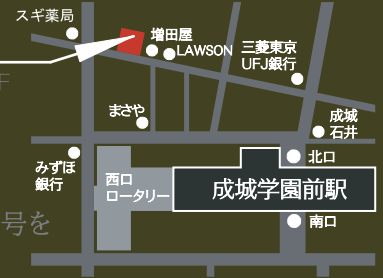 スギ薬局
増田屋
LAWSON
三菱東京
UFJ銀行
まさや
成城
石井
みずほ
銀行
西口
ロータリー
北口
成城学園前駅
南口
号を